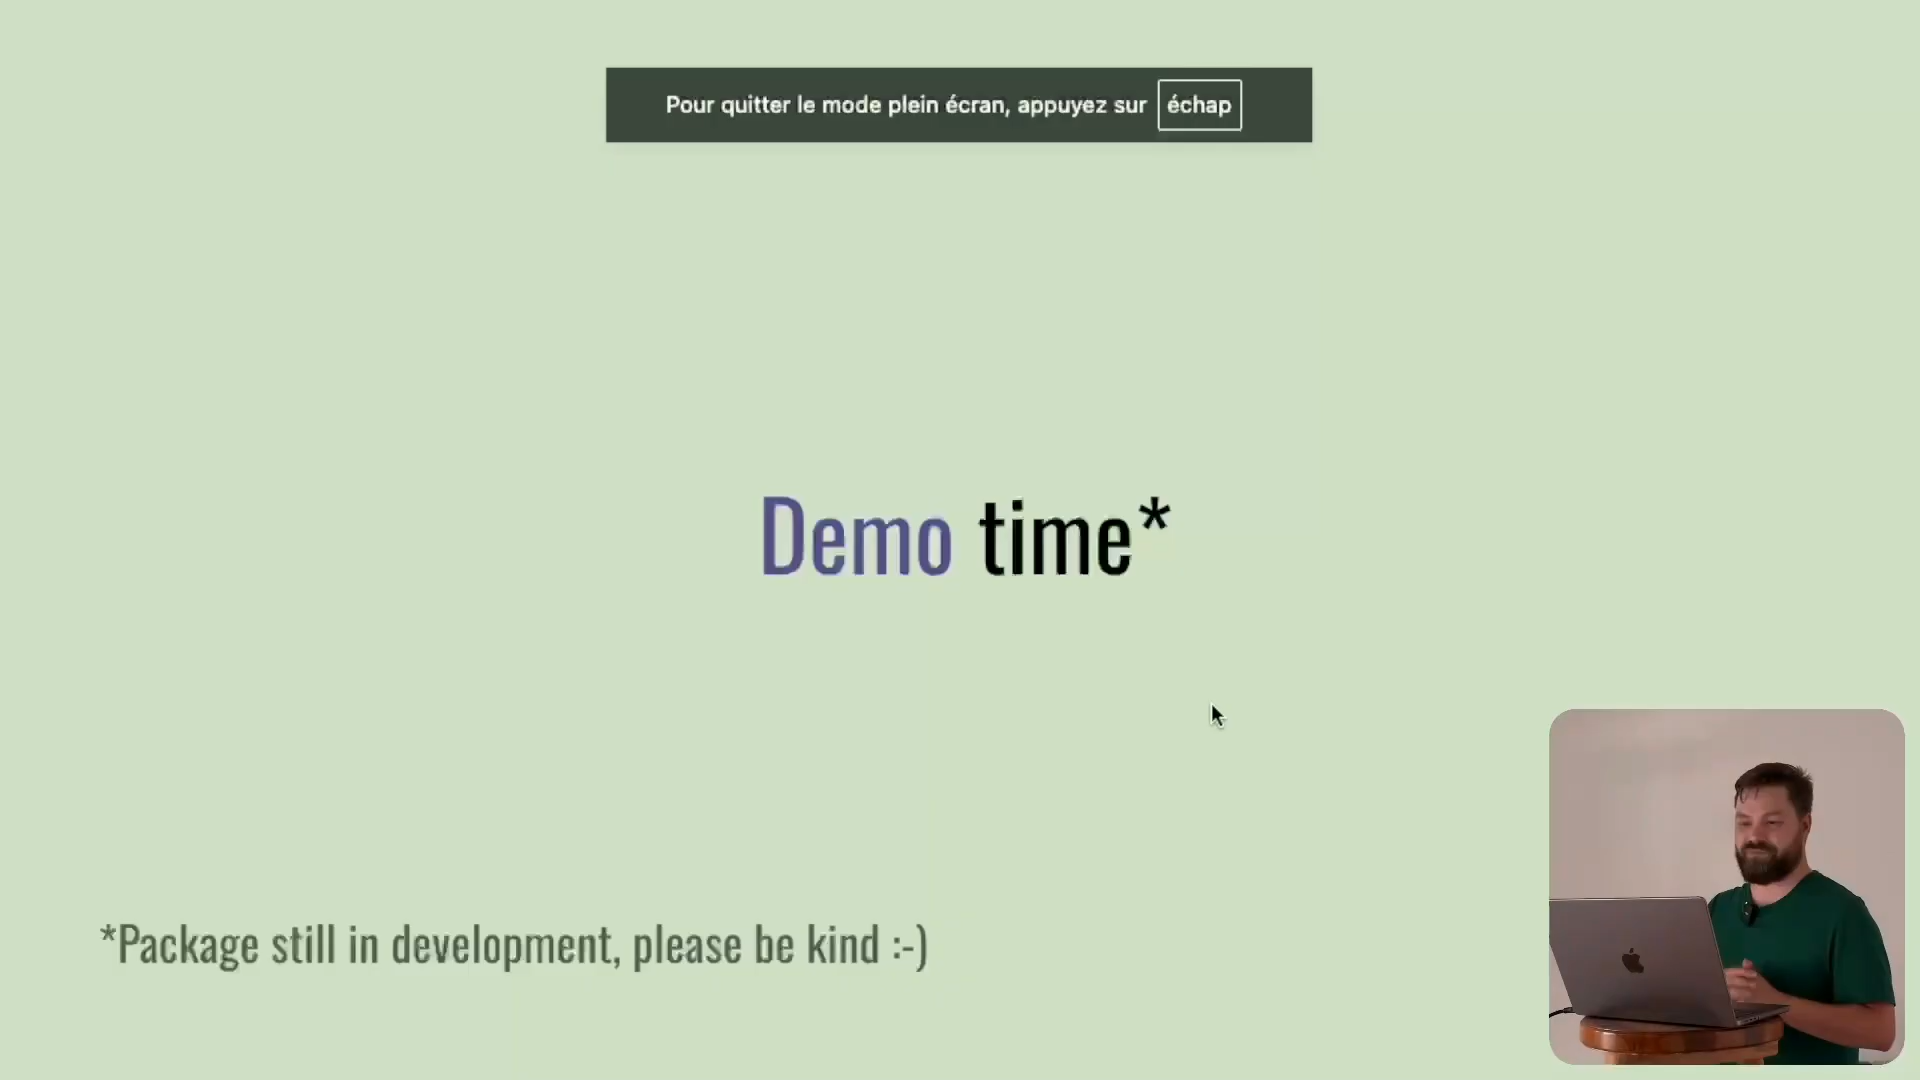 Pour quitter le mode plein écran, appuyez sur échap
Demo time*
*Package still in development, please be kind :-)